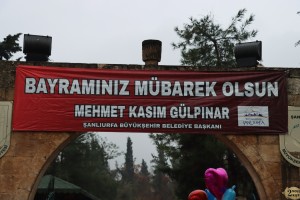 BAYRAMINIZ MÜBAREK OLSUN
MEHMET KASIM GÜLPINAR
ŞANLIURFA BÜYÜKŞEHİR BELEDİYE BAŞKANI